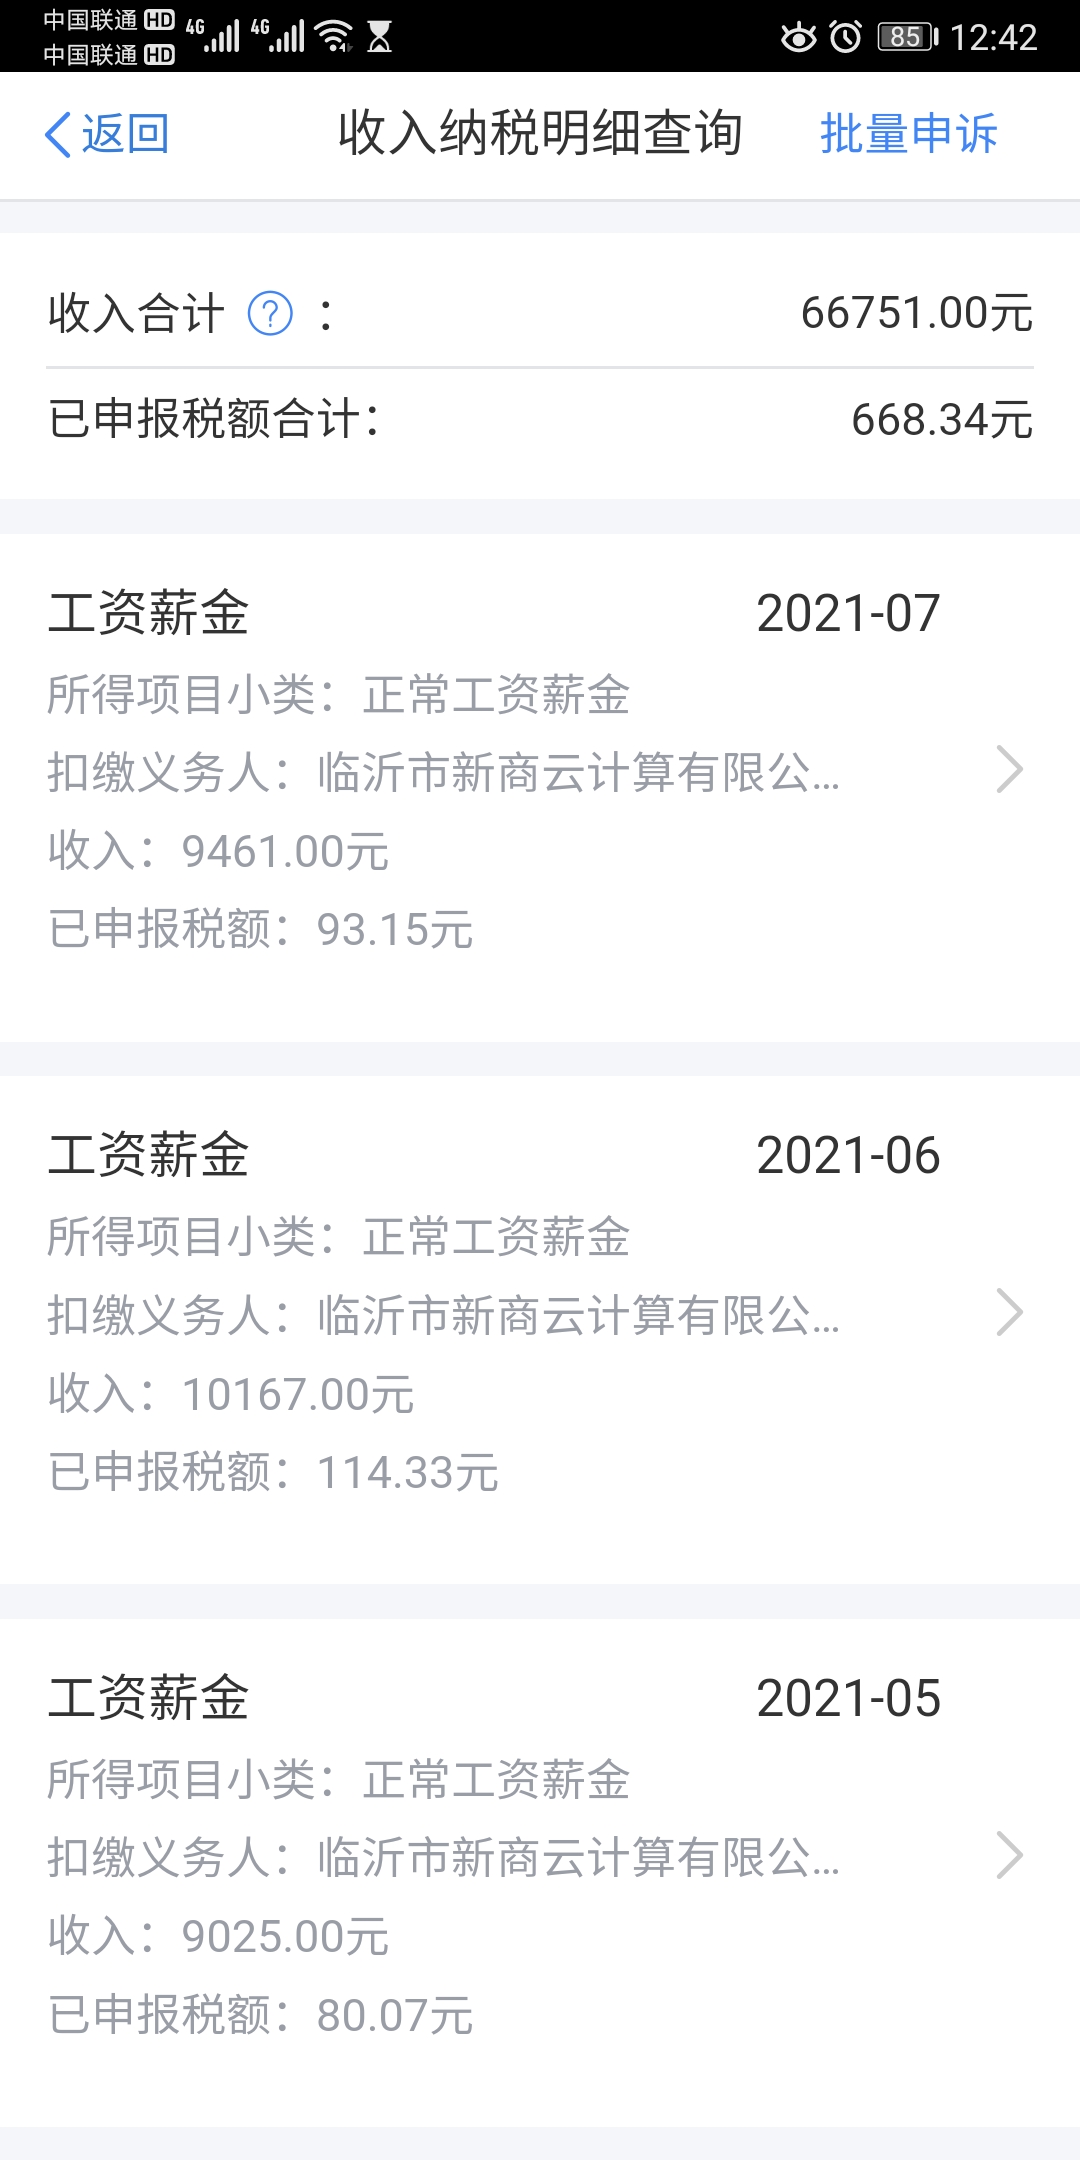 中国联通 HD 4G 4G 85 12:42
中国联通 HD
返回 收入纳税明细查询 批量申诉
收入合计 ? ： 66751.00元
已申报税额合计： 668.34元
工资薪金 2021-07
所得项目小类：正常工资薪金
扣缴义务人：临沂市新商云计算有限公...
收入：9461.00元
已申报税额：93.15元
工资薪金 2021-06
所得项目小类：正常工资薪金
扣缴义务人：临沂市新商云计算有限公...
收入：10167.00元
已申报税额：114.33元
工资薪金 2021-05
所得项目小类：正常工资薪金
扣缴义务人：临沂市新商云计算有限公...
收入：9025.00元
已申报税额：80.07元